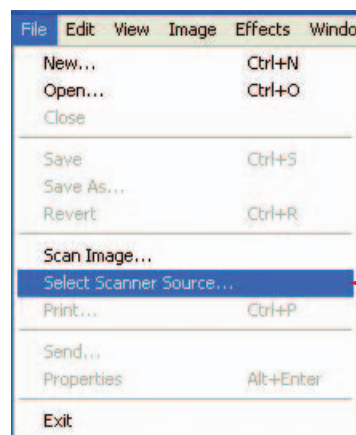 File Edit View Image Effects Windo
New... Ctrl+N
Open... Ctrl+O
Close
Save Ctrl+S
Save As...
Revert Ctrl+R
Scan Image...
Select Scanner Source...
Print... Ctrl+P
Send...
Properties Alt+Enter
Exit